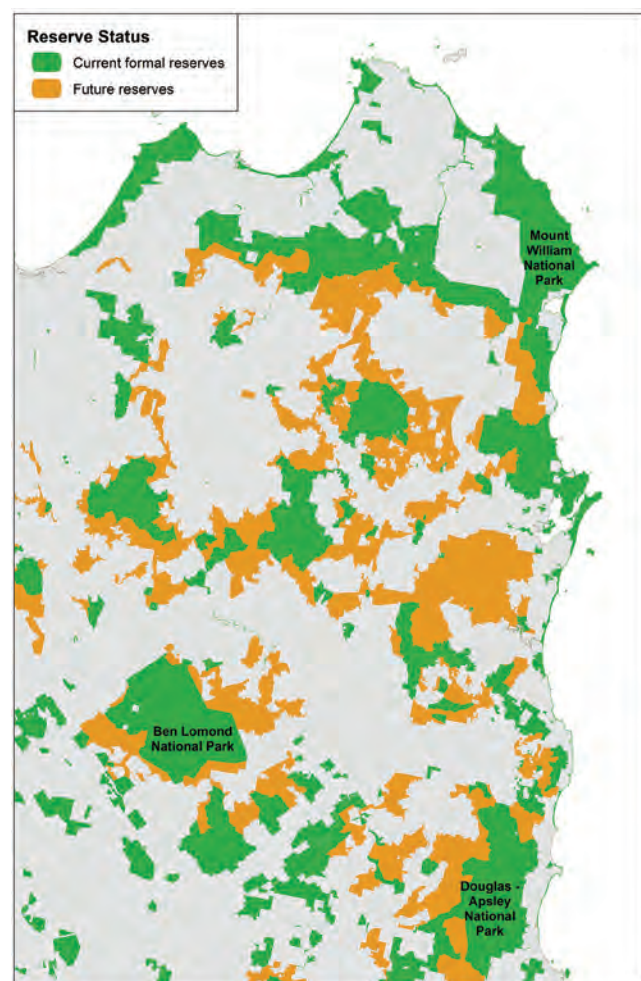 Reserve Status
Current formal reserves
Future reserves
Mount
William
National
Park
Ben Lomond
National Park
Douglas -
Apsley
National
Park